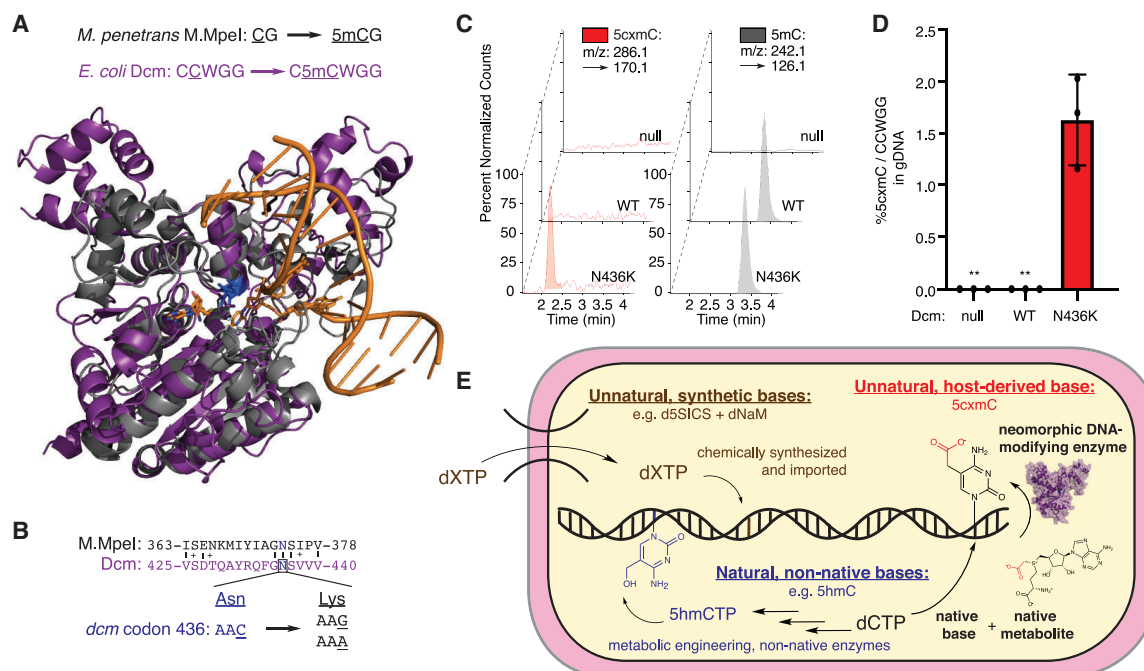 A
M. penetrans M.MpeI: CG → 5mCG
E. coli Dcm: CCWGG → C5mCWGG
B
M.MpeI: 363-ISENKMIYIAGNSIPV-378
Dcm: 425-VSDTQAYRQFGNSVVV-440
Asn
Lys
dcm codon 436: AAC → AAG
AAA
C
Percent Normalized Counts
5cxmC:
m/z: 286.1
→ 170.1
5mC:
m/z: 242.1
→ 126.1
null
null
100
75
WT
WT
50
25
0
N436K
N436K
2 2.5 3 3.5 4
2 2.5 3 3.5 4
Time (min)
Time (min)
D
%5cxmC / CCWGG
in gDNA
2.5
2.0
1.5
1.0
0.5
0.0
** **
Dcm: null WT N436K
E
Unnatural, synthetic bases:
e.g. d5SICS + dNaM
Unnatural, host-derived base:
5cxmC
neomorphic DNA-
modifying enzyme
chemically synthesized
and imported
dXTP
dXTP
O
O-
NH2
N
N
O
N
O
N
NH2
HO
Natural, non-native bases:
e.g. 5hmC
5hmCTP
dCTP
metabolic engineering, non-native enzymes
native
base
+
native
metabolite